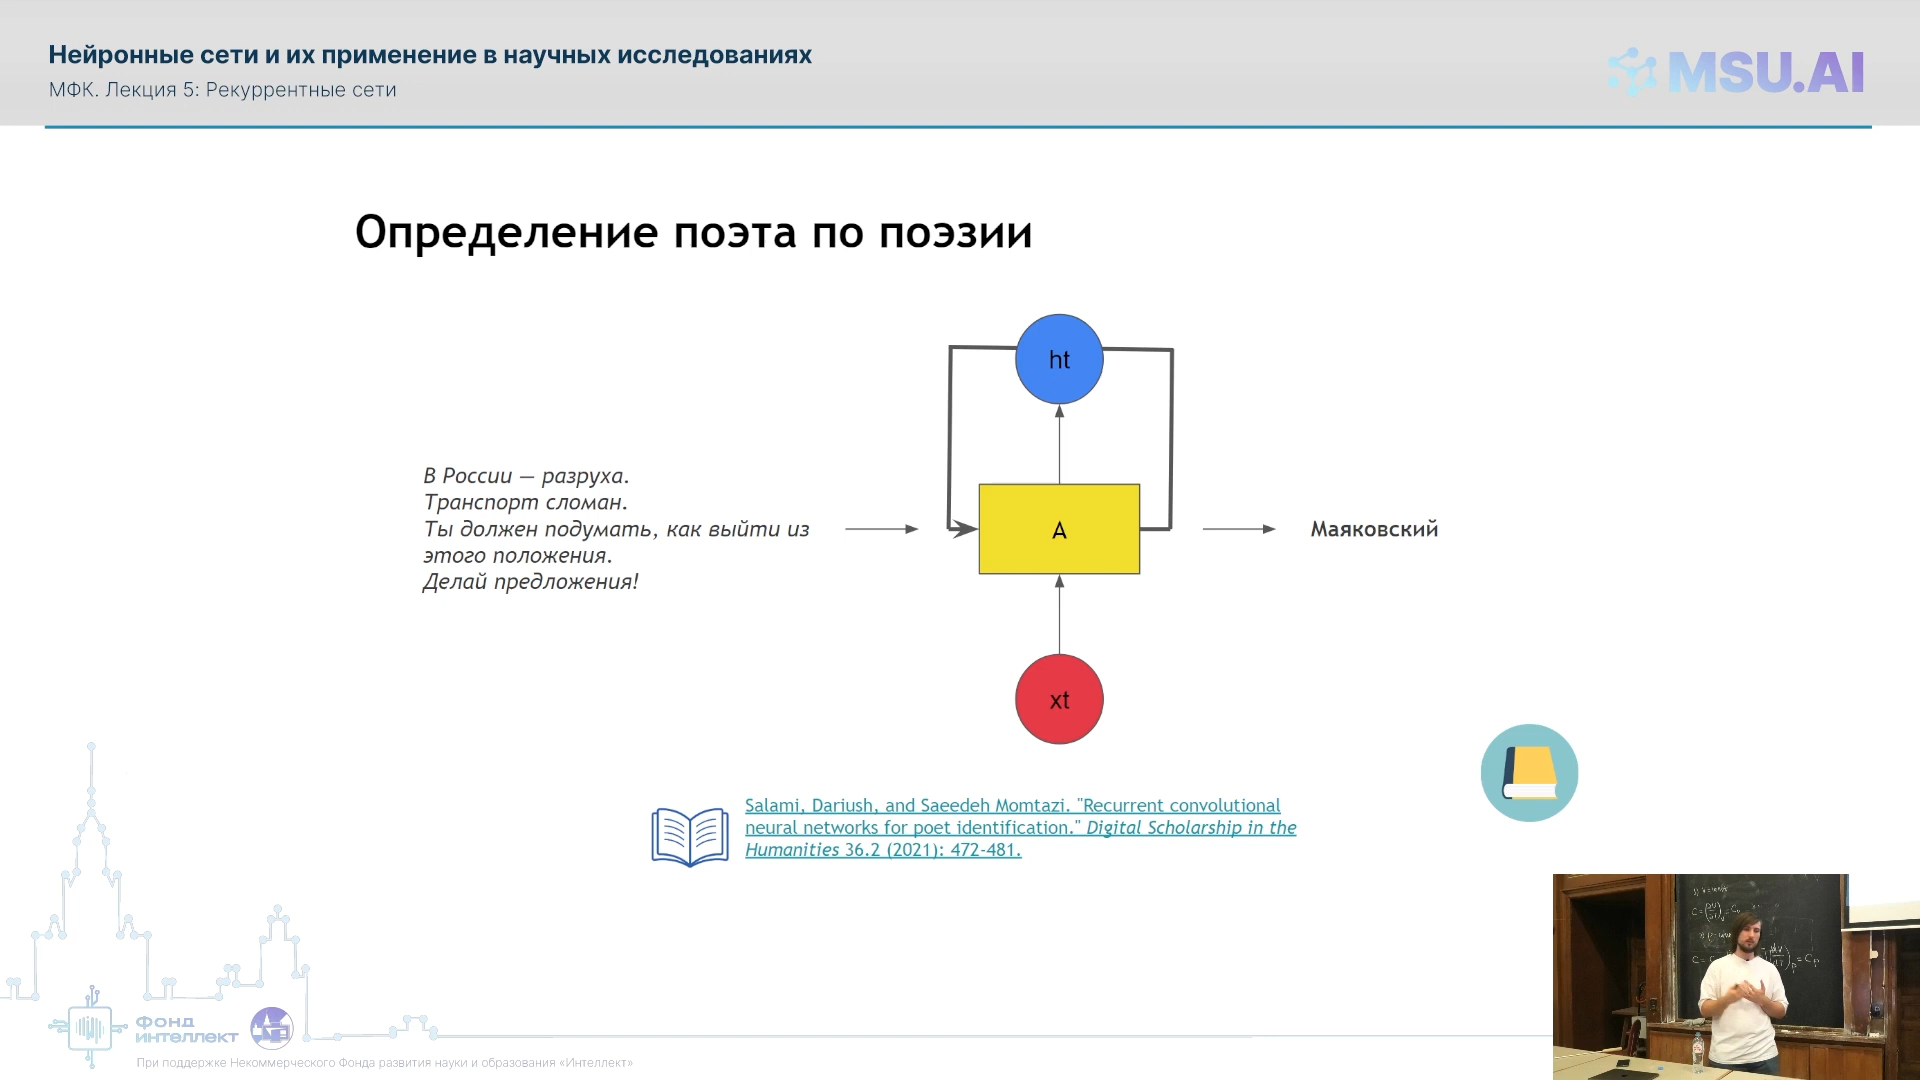 Нейронные сети и их применение в научных исследованиях
МФК. Лекция 5: Рекуррентные сети
MSU.AI
Определение поэта по поэзии
ht
В России — разруха.
Транспорт сломан.
Ты должен подумать, как выйти из
этого положения.
Делай предложения!
A
Маяковский
xt
Salami, Dariush, and Saeedeh Momtazi. "Recurrent convolutional
neural networks for poet identification." Digital Scholarship in the
Humanities 36.2 (2021): 472-481.
ФОНД
ИНТЕЛЛЕКТ
При поддержке Некоммерческого Фонда развития науки и образования «Интеллект»